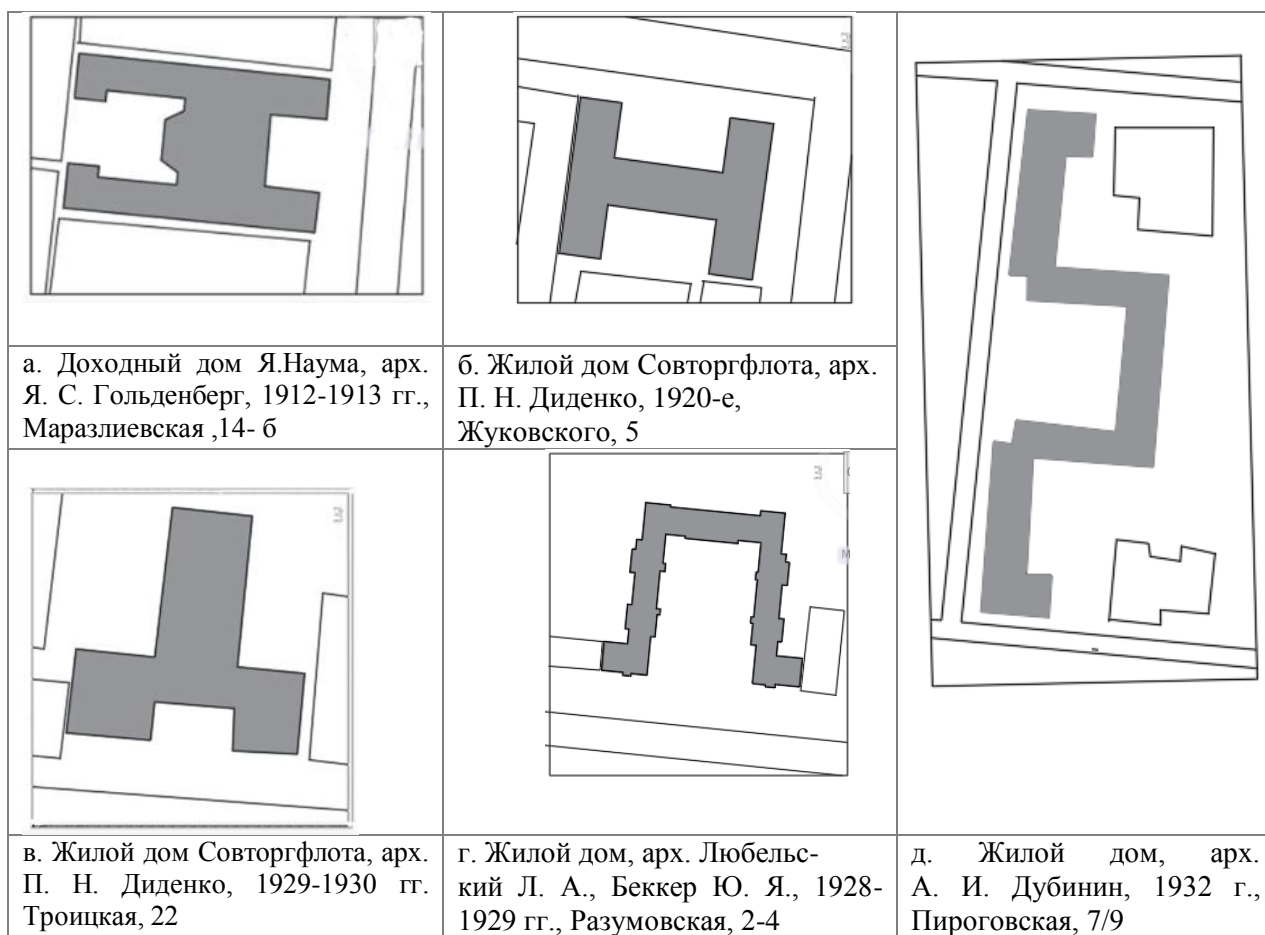 а. Доходный дом Я.Наума, арх.
Я. С. Гольденберг, 1912-1913 гг.,
Маразлиевская ,14- б
б. Жилой дом Совторгфлота, арх.
П. Н. Диденко, 1920-е,
Жуковского, 5
в. Жилой дом Совторгфлота, арх.
П. Н. Диденко, 1929-1930 гг.
Троицкая, 22
г. Жилой дом, арх. Любельс-
кий Л. А., Беккер Ю. Я., 1928-
1929 гг., Разумовская, 2-4
д. Жилой дом, арх.
А. И. Дубинин, 1932 г.,
Пироговская, 7/9